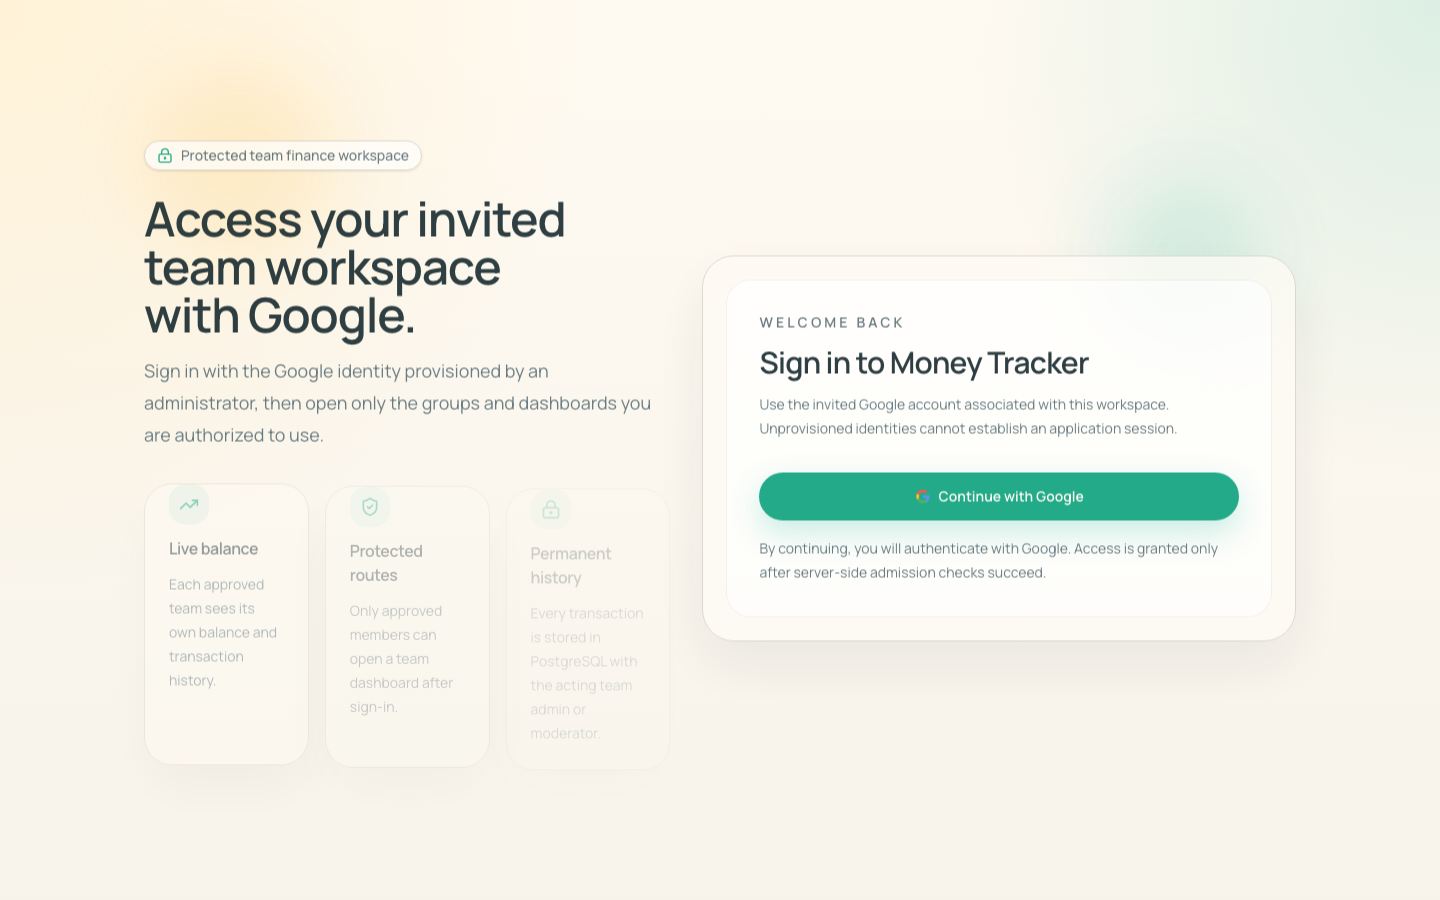 Protected team finance workspace
Access your invited
team workspace
with Google.
Sign in with the Google identity provisioned by an
administrator, then open only the groups and dashboards you
are authorized to use.
Live balance
Each approved
team sees its
own balance and
transaction
history.
Protected
routes
Only approved
members can
open a team
dashboard after
sign-in.
Permanent
history
Every transaction
is stored in
PostgreSQL with
the acting team
admin or
moderator.
WELCOME BACK
Sign in to Money Tracker
Use the invited Google account associated with this workspace.
Unprovisioned identities cannot establish an application session.
Continue with Google
By continuing, you will authenticate with Google. Access is granted only
after server-side admission checks succeed.